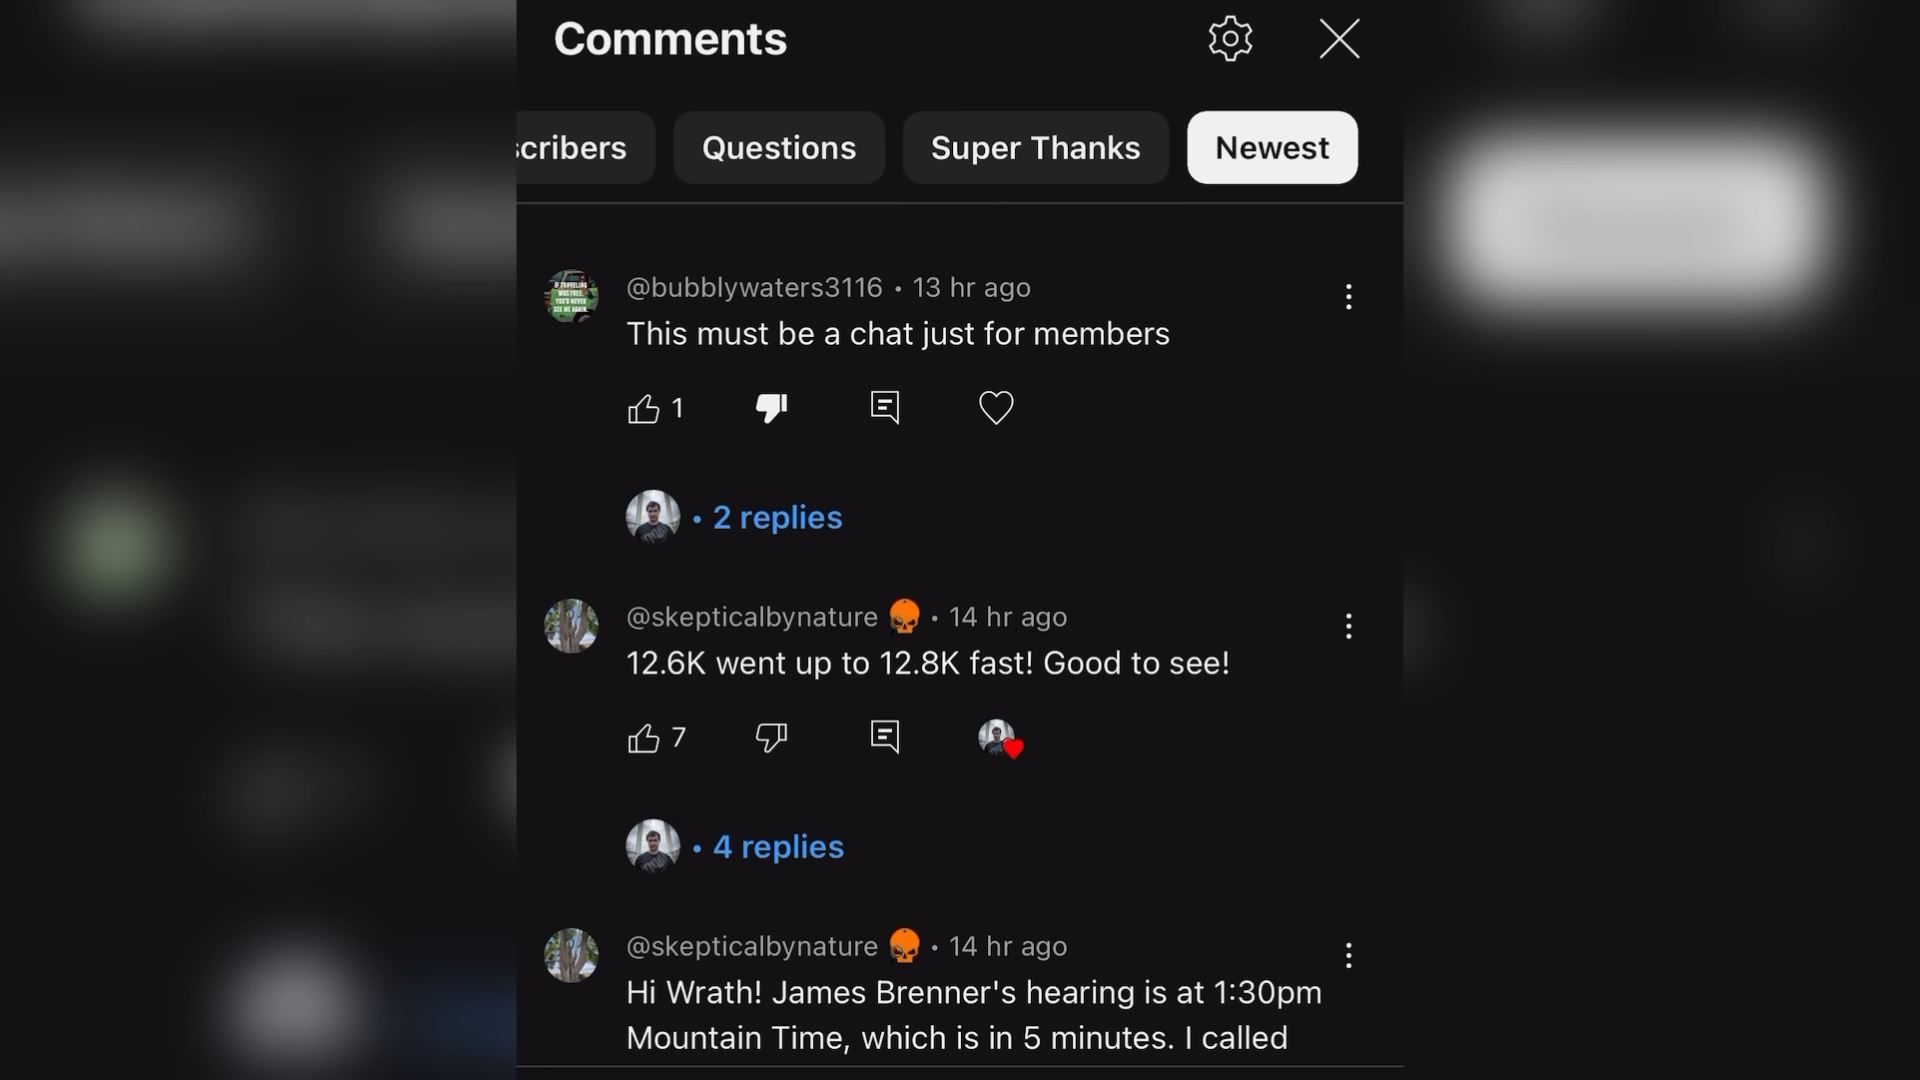 Comments
scribers
Questions
Super Thanks
Newest
@bubblywaters3116 • 13 hr ago
This must be a chat just for members
1
• 2 replies
@skepticalbynature • 14 hr ago
12.6K went up to 12.8K fast! Good to see!
7
• 4 replies
@skepticalbynature • 14 hr ago
Hi Wrath! James Brenner's hearing is at 1:30pm
Mountain Time, which is in 5 minutes. I called